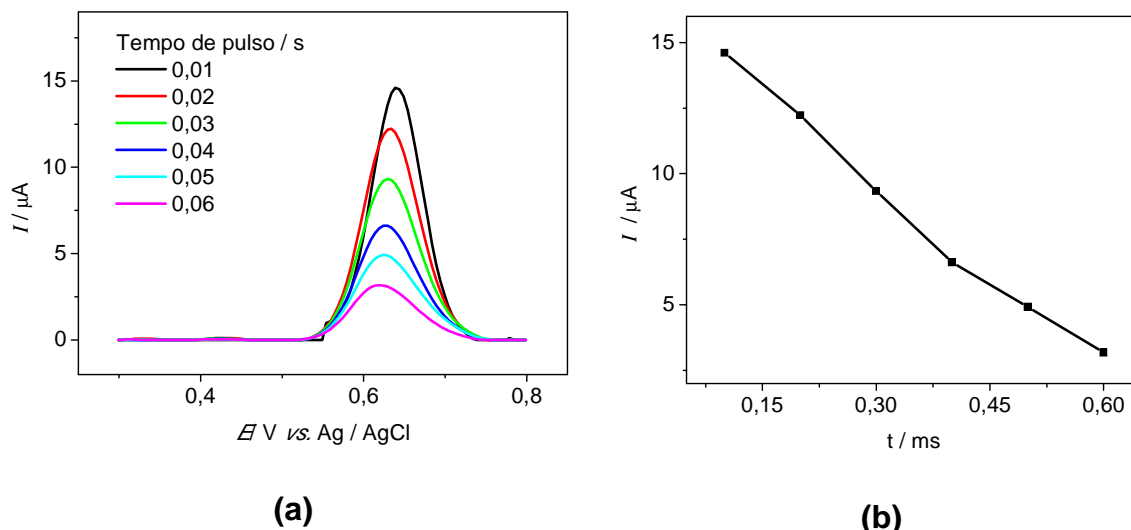 Tempo de pulso / s
0,01
0,02
0,03
0,04
0,05
0,06
15
10
5
0
I / µA
0,4
0,6
0,8
E/ V vs. Ag / AgCl
(a)
15
10
5
I / µA
0,15
0,30
0,45
0,60
t / ms
(b)